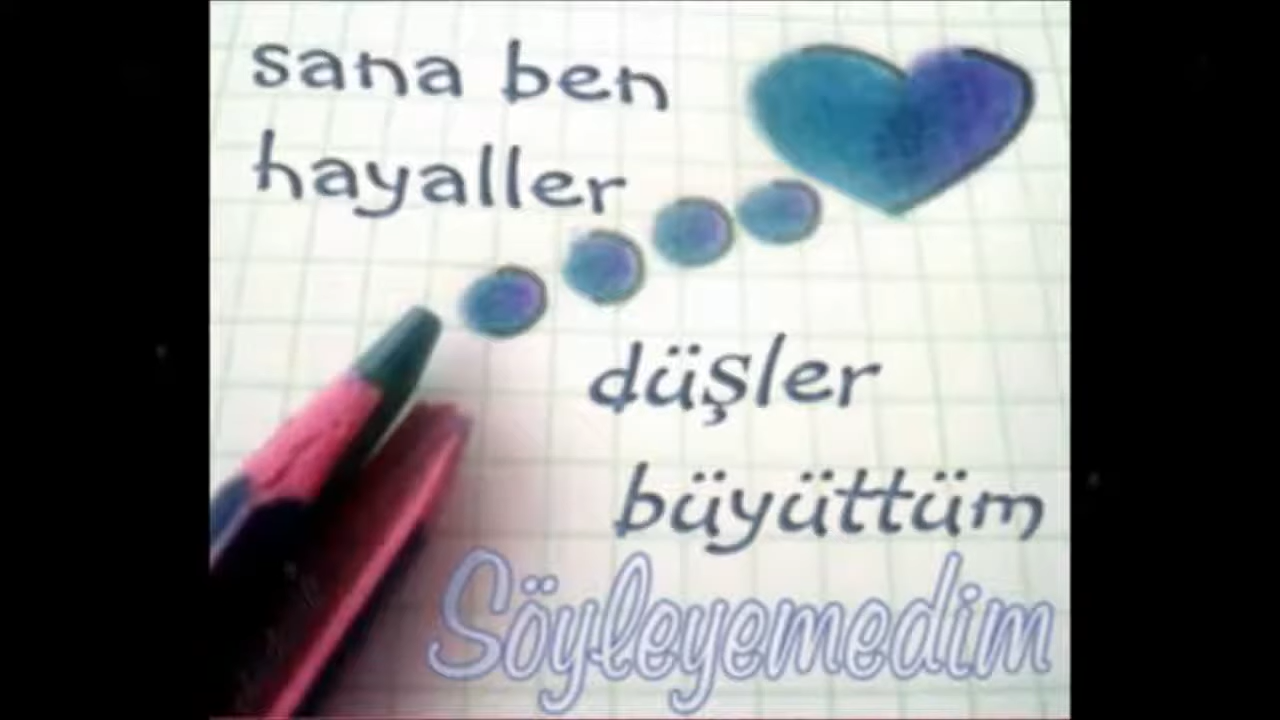 sana ben
hayaller
düşler
büyüttüm
Söyleyemedim